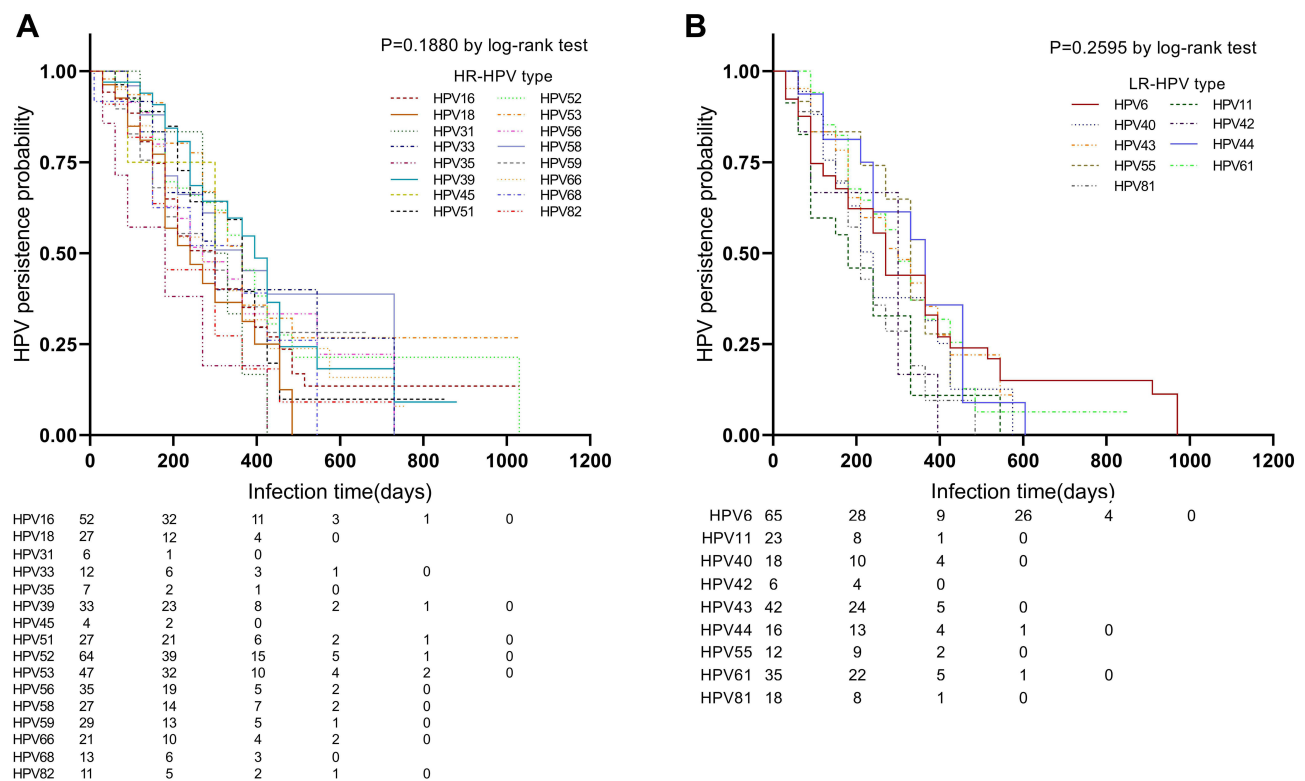 A
P=0.1880 by log-rank test
HR-HPV type
HPV16 HPV52
HPV18 HPV53
HPV31 HPV56
HPV33 HPV58
HPV35 HPV59
HPV39 HPV66
HPV45 HPV68
HPV51 HPV82
HPV persistence probability
1.00
0.75
0.50
0.25
0.00
0 200 400 600 800 1000 1200
Infection time(days)
HPV16 52 32 11 3 1 0
HPV18 27 12 4 0
HPV31 6 1 0
HPV33 12 6 3 1 0
HPV35 7 2 1 0
HPV39 33 23 8 2 1 0
HPV45 4 2 0
HPV51 27 21 6 2 1 0
HPV52 64 39 15 5 1 0
HPV53 47 32 10 4 2 0
HPV56 35 19 5 2 0
HPV58 27 14 7 2 0
HPV59 29 13 5 1 0
HPV66 21 10 4 2 0
HPV68 13 6 3 0
HPV82 11 5 2 1 0
B
P=0.2595 by log-rank test
LR-HPV type
HPV6 HPV11
HPV40 HPV42
HPV43 HPV44
HPV55 HPV61
HPV81
HPV persistence probability
1.00
0.75
0.50
0.25
0.00
0 200 400 600 800 1000 1200
Infection time(days)
HPV6 65 28 9 26 4 0
HPV11 23 8 1 0
HPV40 18 10 4 0
HPV42 6 4 0
HPV43 42 24 5 0
HPV44 16 13 4 1 0
HPV55 12 9 2 0
HPV61 35 22 5 1 0
HPV81 18 8 1 0